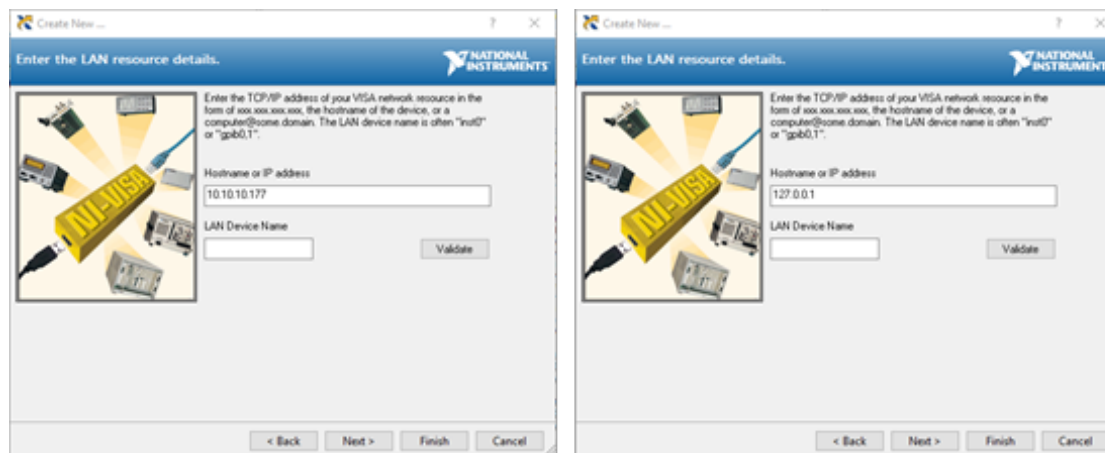 Create New ...
Enter the LAN resource details.
NATIONAL
INSTRUMENTS
NI-VISA
Enter the TCP/IP address of your VISA network resource in the
form of xxx.xxx.xxx.xxx, the hostname of the device, or a
computer@some.domain. The LAN device name is often "inst0"
or "gpib0,1".
Hostname or IP address
10.10.10.177
LAN Device Name
Validate
< Back Next > Finish Cancel
Create New ...
Enter the LAN resource details.
NATIONAL
INSTRUMENT
NI-VISA
Enter the TCP/IP address of your VISA network resource in the
form of xxx.xxx.xxx.xxx, the hostname of the device, or a
computer@some.domain. The LAN device name is often "inst0"
or "gpib0,1".
Hostname or IP address
127.0.0.1
LAN Device Name
Validate
< Back Next > Finish Cancel